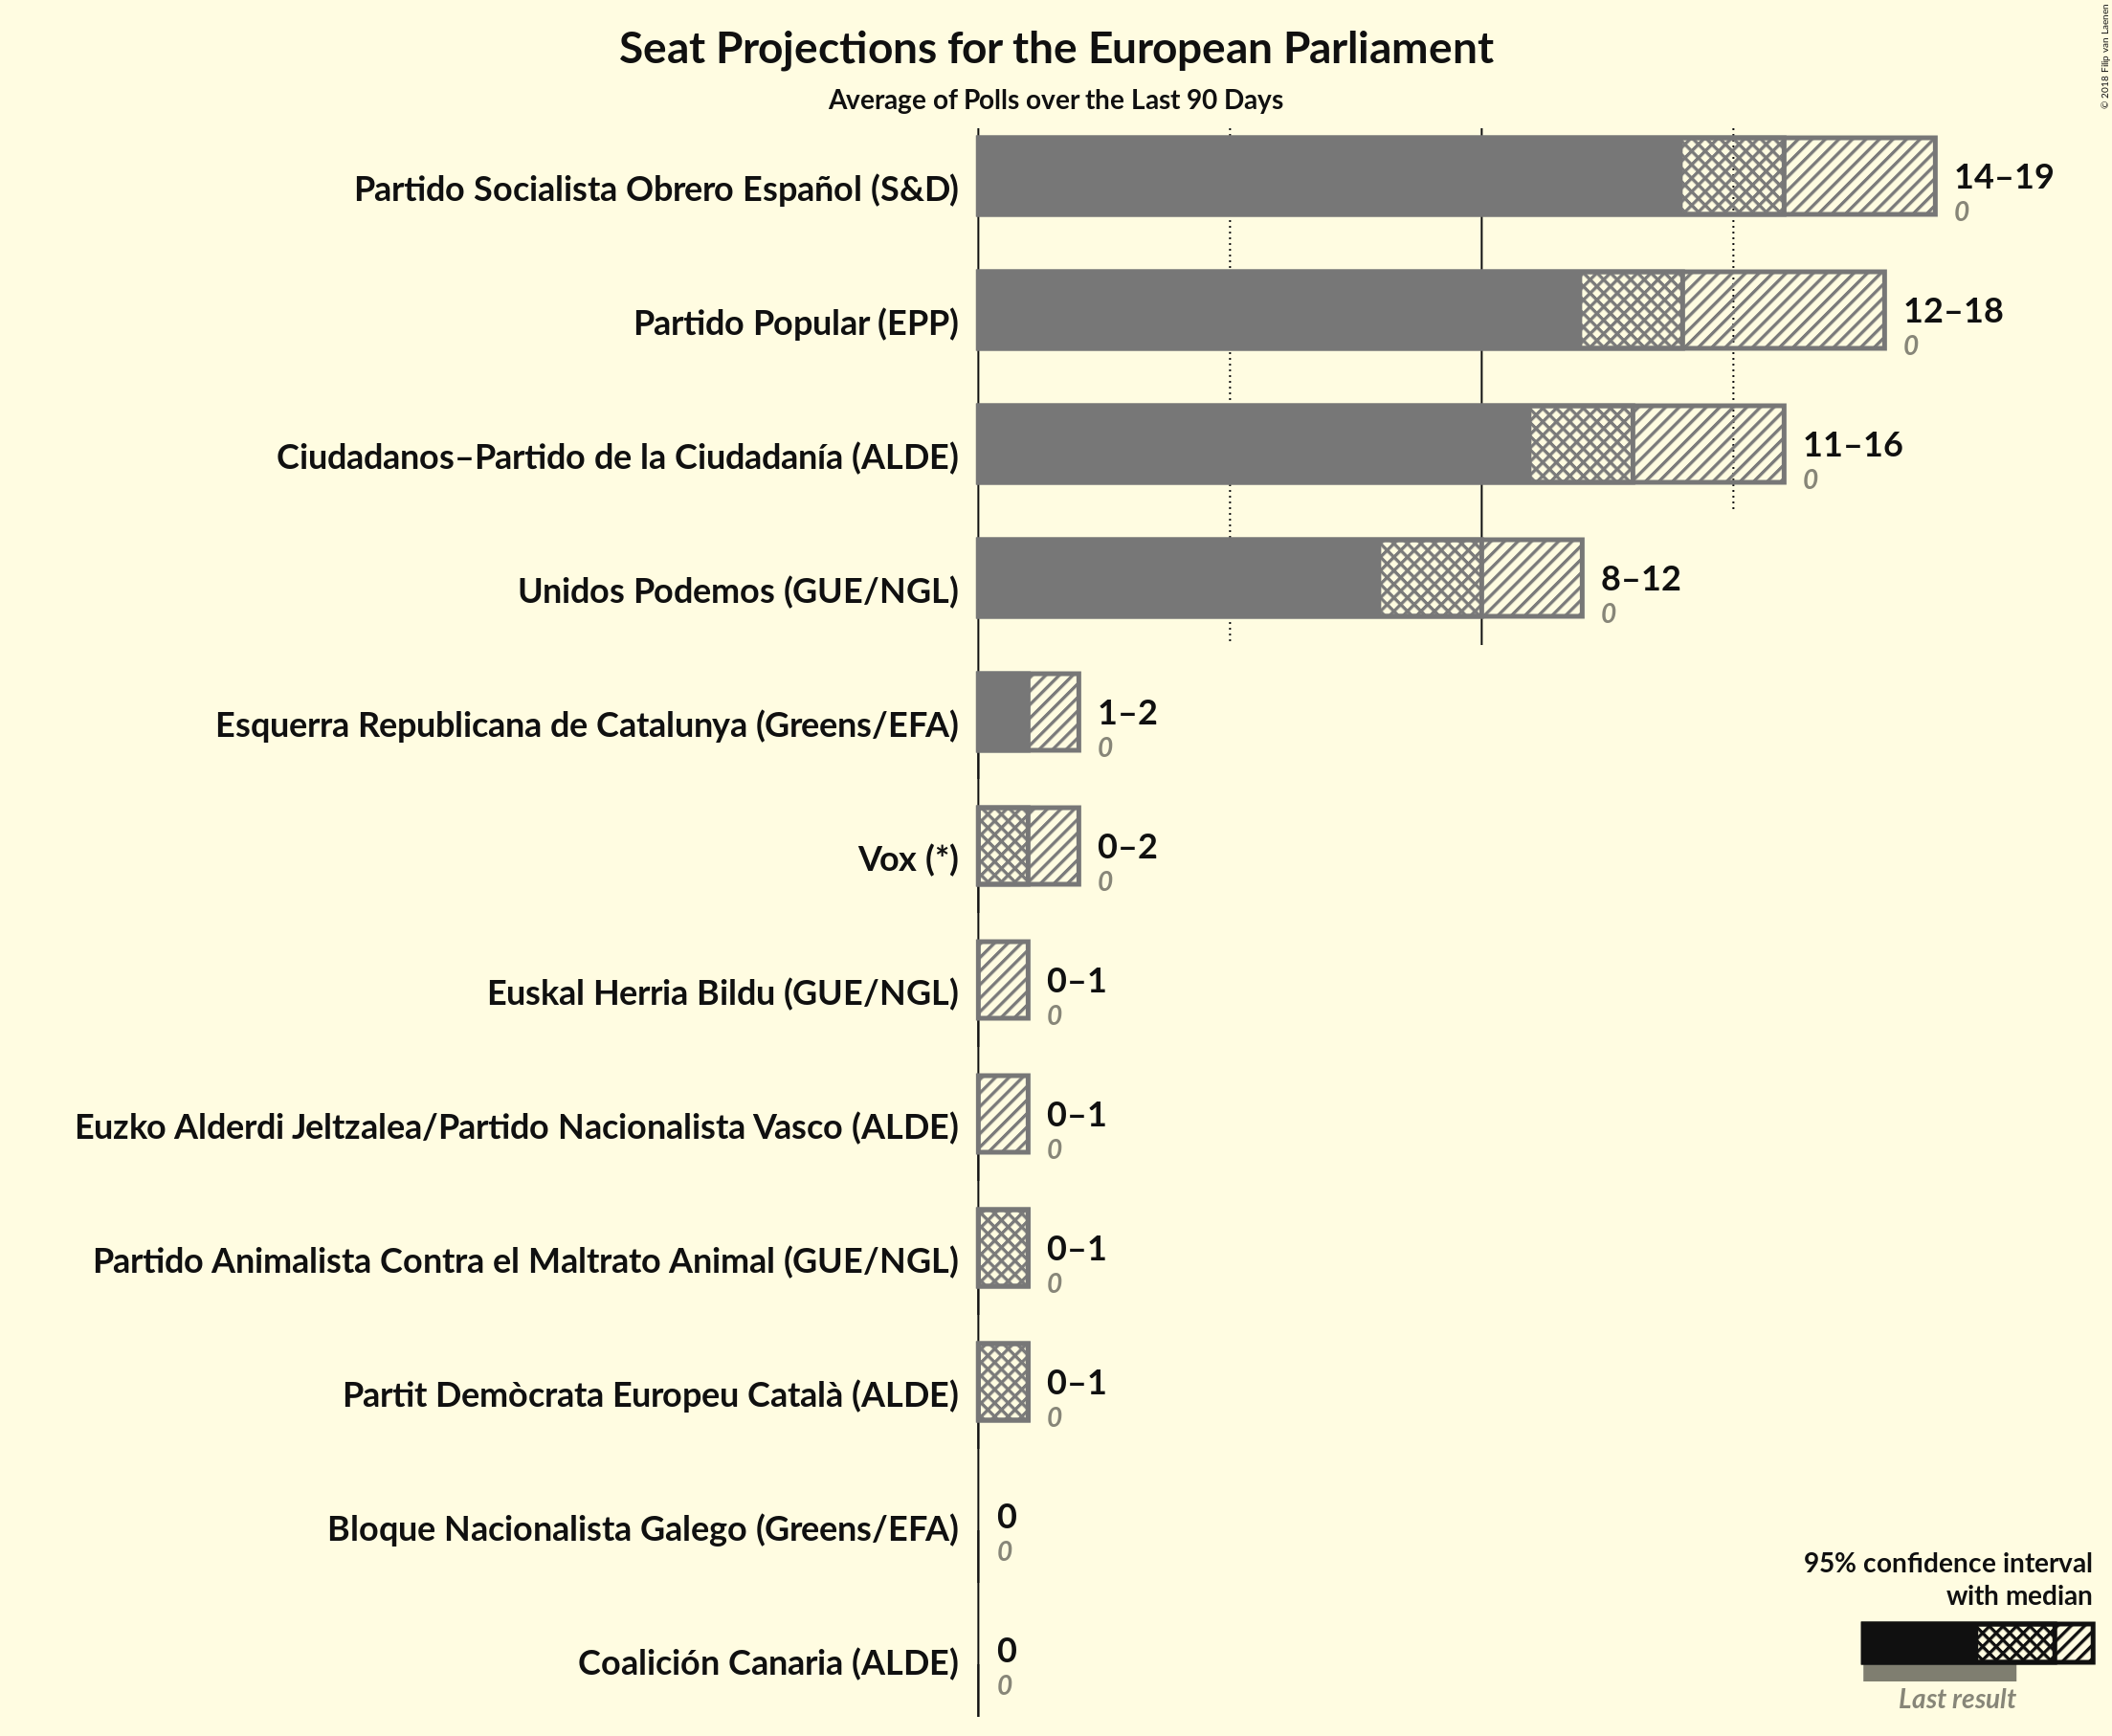 Seat Projections for the European Parliament
Average of Polls over the Last 90 Days
© 2018 Filip van Laenen
Partido Socialista Obrero Español (S&D)
14–19
0
Partido Popular (EPP)
12–18
0
Ciudadanos–Partido de la Ciudadanía (ALDE)
11–16
0
Unidos Podemos (GUE/NGL)
8–12
0
Esquerra Republicana de Catalunya (Greens/EFA)
1–2
0
Vox (*)
0–2
0
Euskal Herria Bildu (GUE/NGL)
0–1
0
Euzko Alderdi Jeltzalea/Partido Nacionalista Vasco (ALDE)
0–1
0
Partido Animalista Contra el Maltrato Animal (GUE/NGL)
0–1
0
Partit Demòcrata Europeu Català (ALDE)
0–1
0
Bloque Nacionalista Galego (Greens/EFA)
0
0
Coalición Canaria (ALDE)
0
0
95% confidence interval
with median
Last result